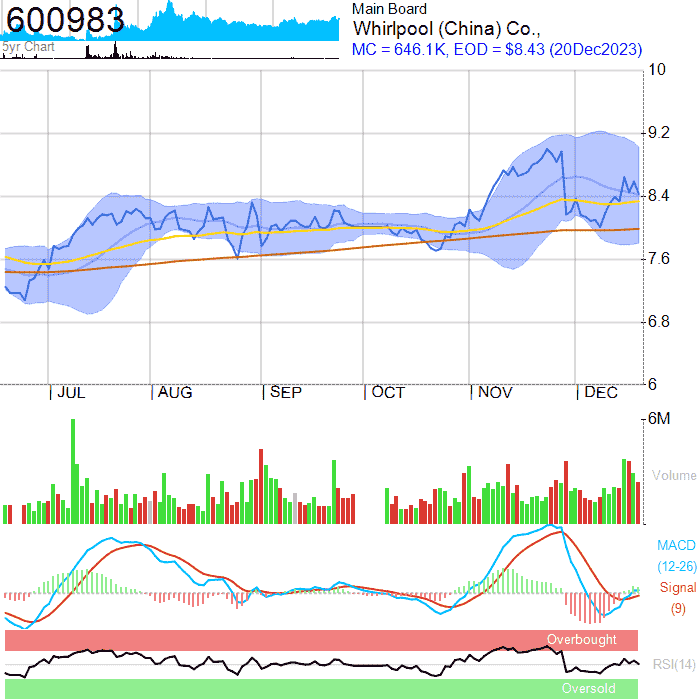 600983
5yr Chart
Main Board
Whirlpool (China) Co.,
MC = 646.1K, EOD = $8.43 (20Dec2023)
10
9.2
8.4
7.6
6.8
6
JUL AUG SEP OCT NOV DEC
6M
Volume
MACD
(12-26)
Signal
(9)
Overbought
RSI(14)
Oversold